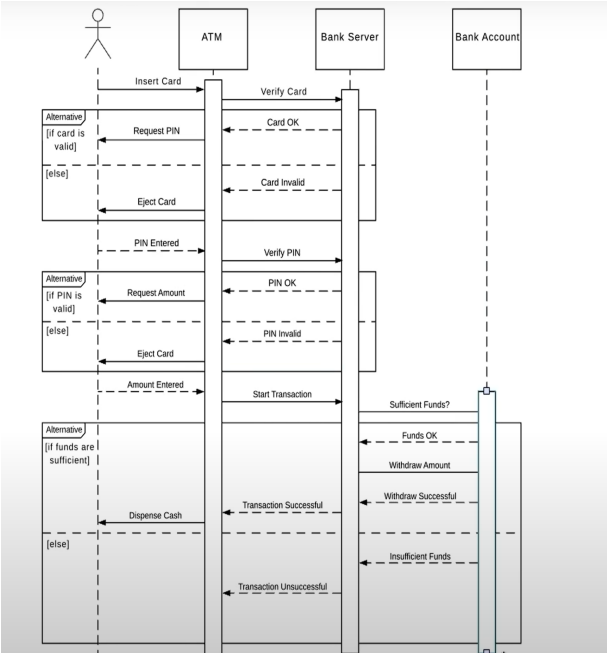 ATM
Bank Server
Bank Account
Insert Card
Verify Card
Alternative
Card OK
[if card is
valid]
Request PIN
[else]
Card Invalid
Eject Card
PIN Entered
Verify PIN
Alternative
PIN OK
[if PIN is
valid]
Request Amount
[else]
PIN Invalid
Eject Card
Amount Entered
Start Transaction
Sufficient Funds?
Alternative
Funds OK
[if funds are
sufficient]
Withdraw Amount
Withdraw Successful
Transaction Successful
Dispense Cash
[else]
Insufficient Funds
Transaction Unsuccessful